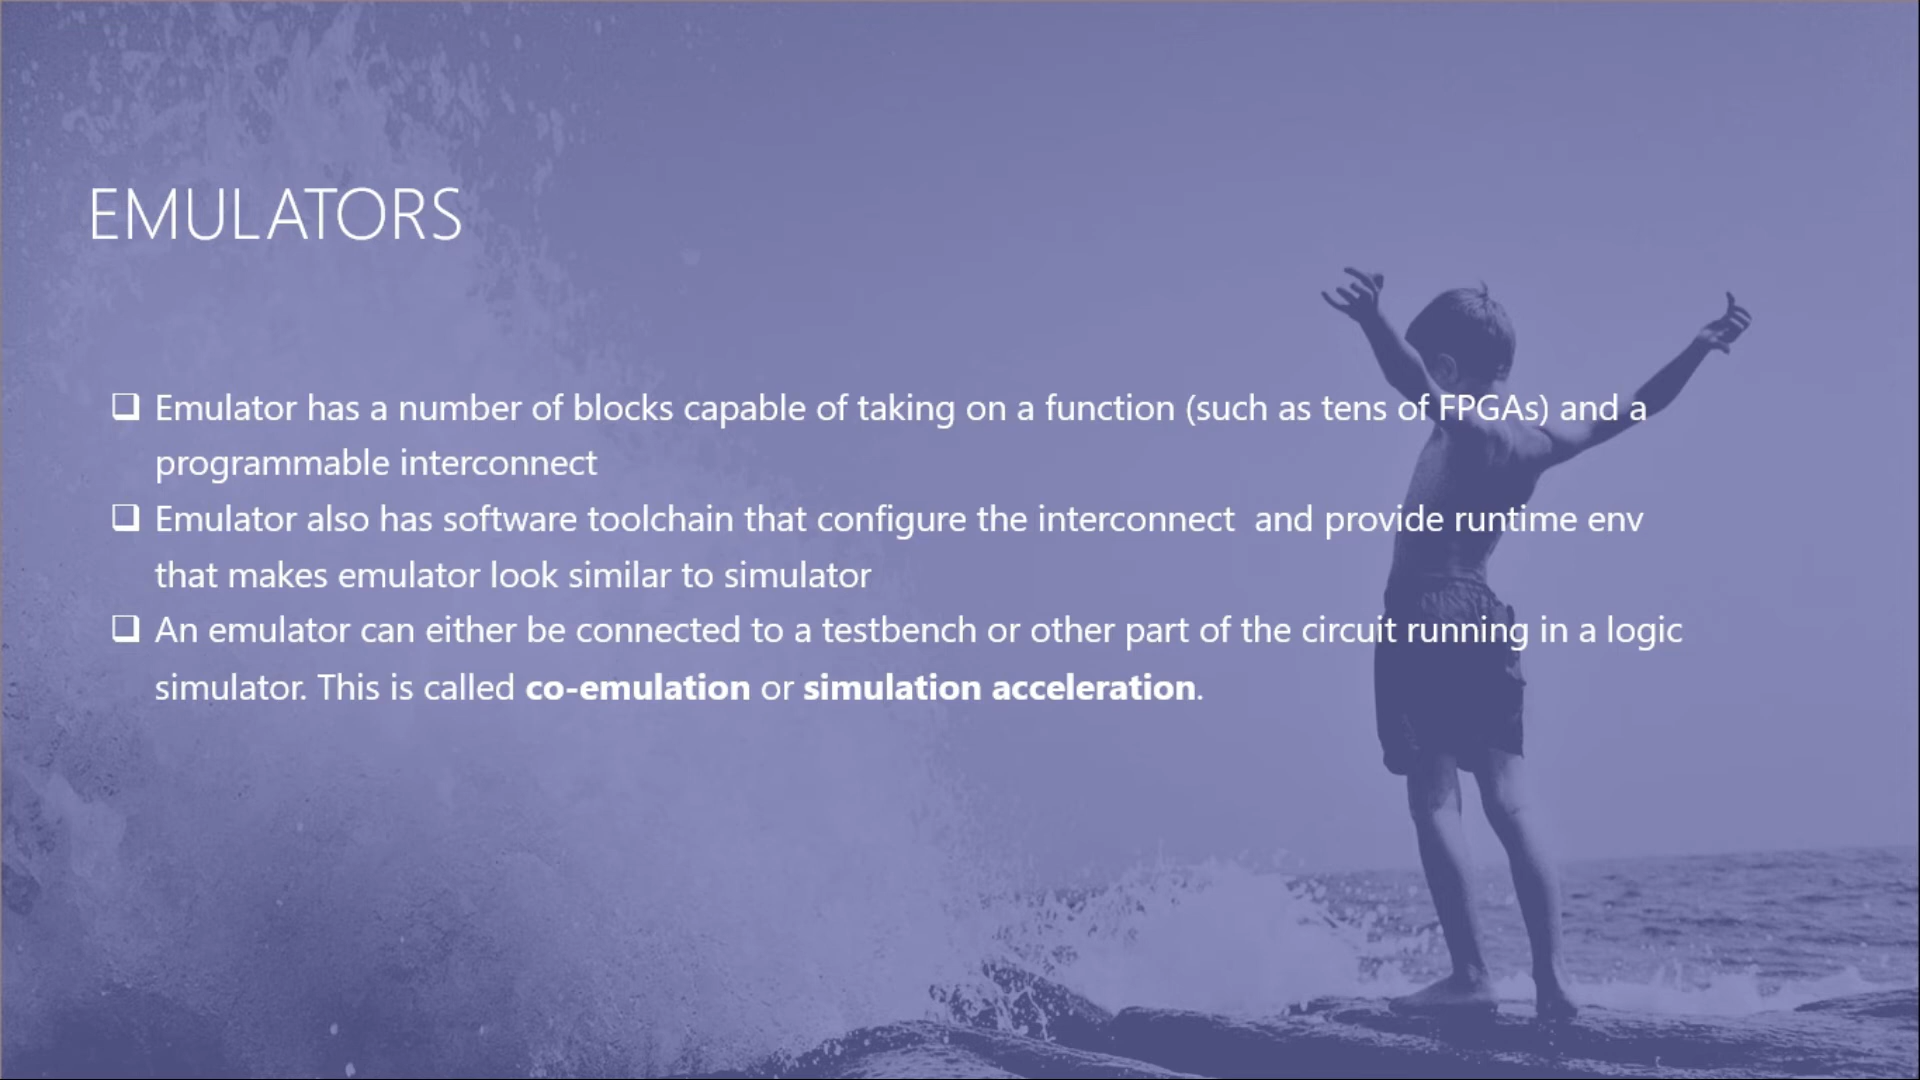 EMULATORS
❑ Emulator has a number of blocks capable of taking on a function (such as tens of FPGAs) and a
programmable interconnect
❑ Emulator also has software toolchain that configure the interconnect  and provide runtime env
that makes emulator look similar to simulator
❑ An emulator can either be connected to a testbench or other part of the circuit running in a logic
simulator. This is called co-emulation or simulation acceleration.